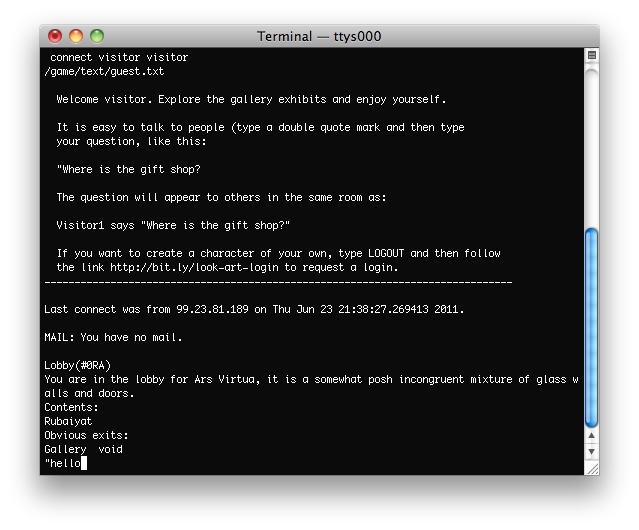 Terminal — ttys000
connect visitor visitor
/game/text/guest.txt
Welcome visitor. Explore the gallery exhibits and enjoy yourself.
It is easy to talk to people (type a double quote mark and then type
your question, like this:
"Where is the gift shop?
The question will appear to others in the same room as:
Visitor1 says "Where is the gift shop?"
If you want to create a character of your own, type LOGOUT and then follow
the link http://bit.ly/look-art-login to request a login.
------------------------------------------------------------------------------
Last connect was from 99.23.81.189 on Thu Jun 23 21:38:27.269413 2011.
MAIL: You have no mail.
Lobby(#0RA)
You are in the lobby for Ars Virtua, it is a somewhat posh incongruent mixture of glass w
alls and doors.
Contents:
Rubaiyat
Obvious exits:
Gallery  void
"hello